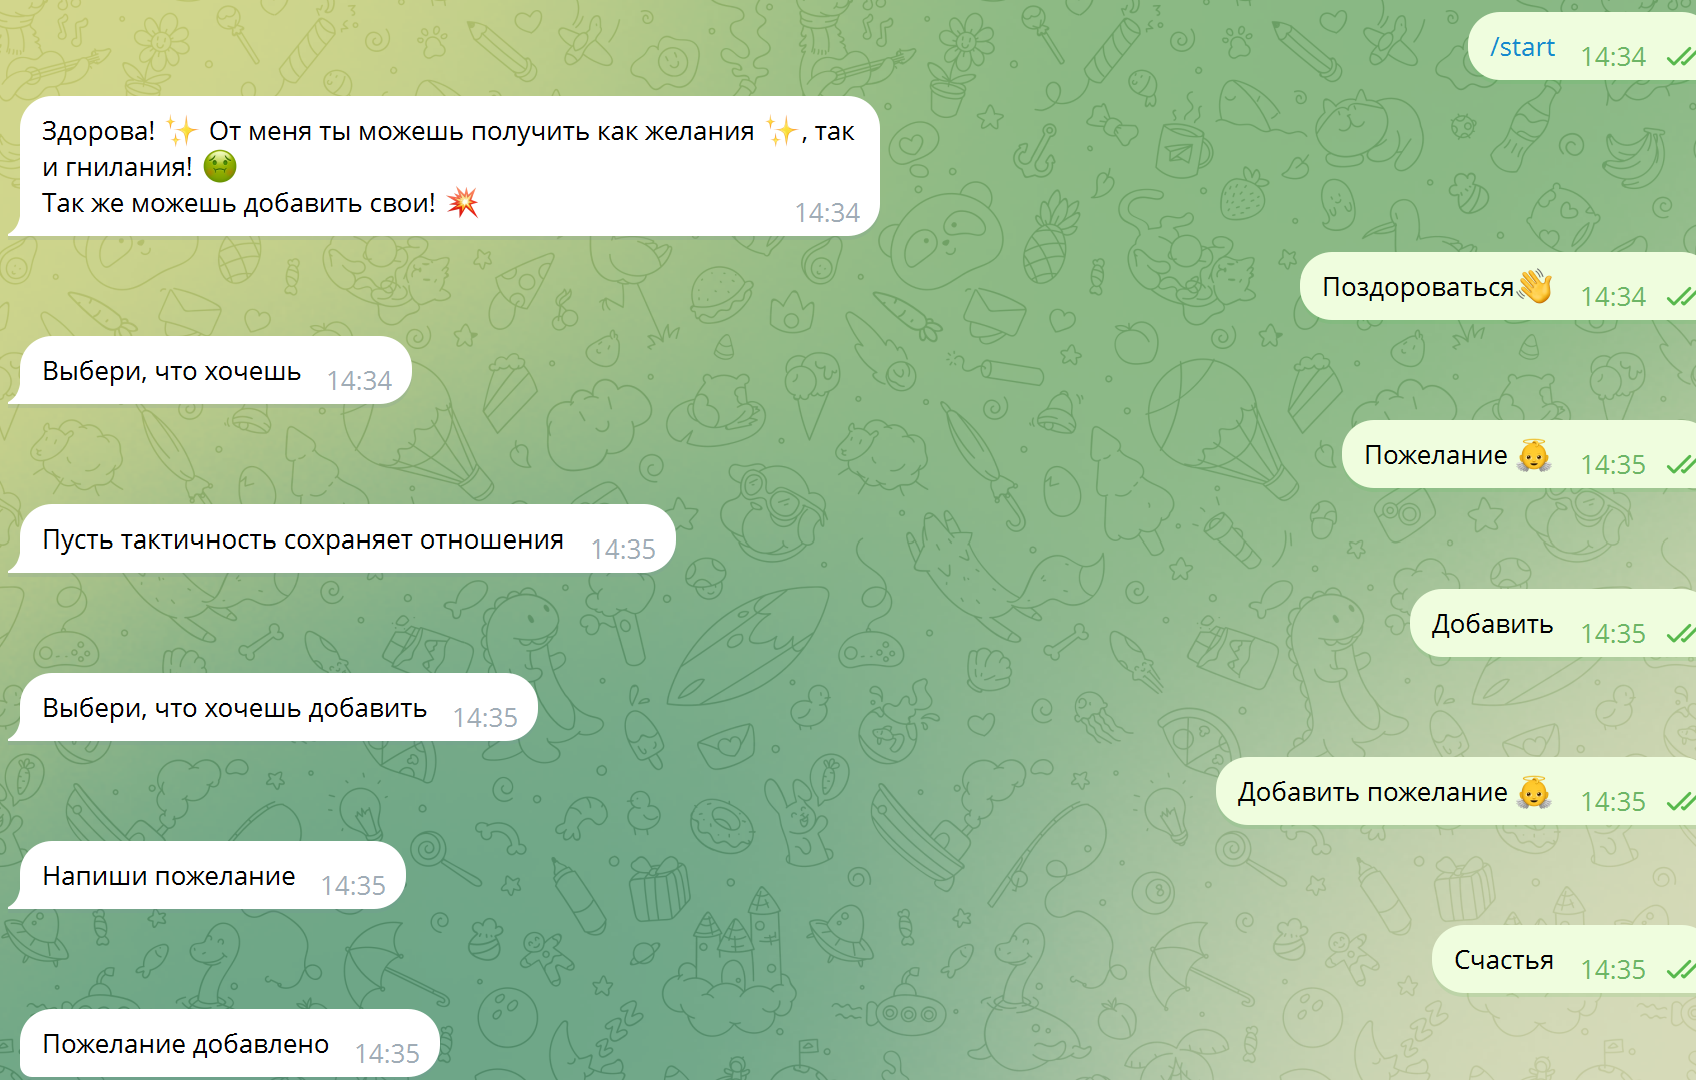 /start 14:34
Здорова! ✨ От меня ты можешь получить как желания ✨, так
и гнилания! 🤢
Так же можешь добавить свои! 💥 14:34
Поздороваться👋 14:34
Выбери, что хочешь 14:34
Пожелание 👼 14:35
Пусть тактичность сохраняет отношения 14:35
Добавить 14:35
Выбери, что хочешь добавить 14:35
Добавить пожелание 👼 14:35
Напиши пожелание 14:35
Счастья 14:35
Пожелание добавлено 14:35